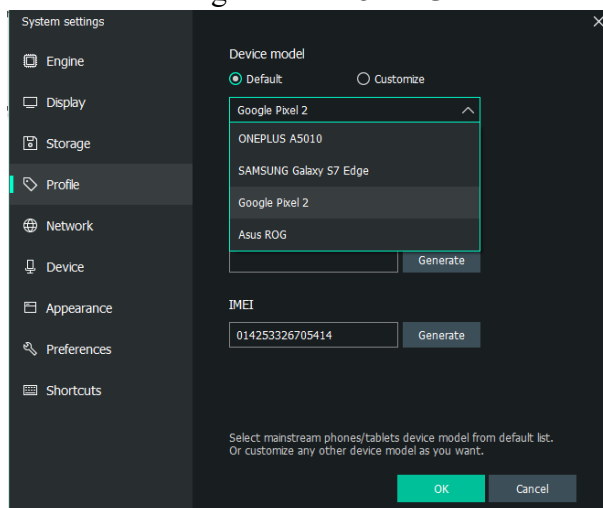 System settings
Engine
Display
Storage
Profile
Network
Device
Appearance
Preferences
Shortcuts
Device model
Default Customize
Google Pixel 2
ONEPLUS A5010
SAMSUNG Galaxy S7 Edge
Google Pixel 2
Asus ROG
Generate
IMEI
014253326705414 Generate
Select mainstream phones/tablets device model from default list.
Or customize any other device model as you want.
OK Cancel